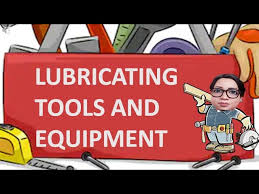 LUBRICATING
TOOLS AND
EQUIPMENT